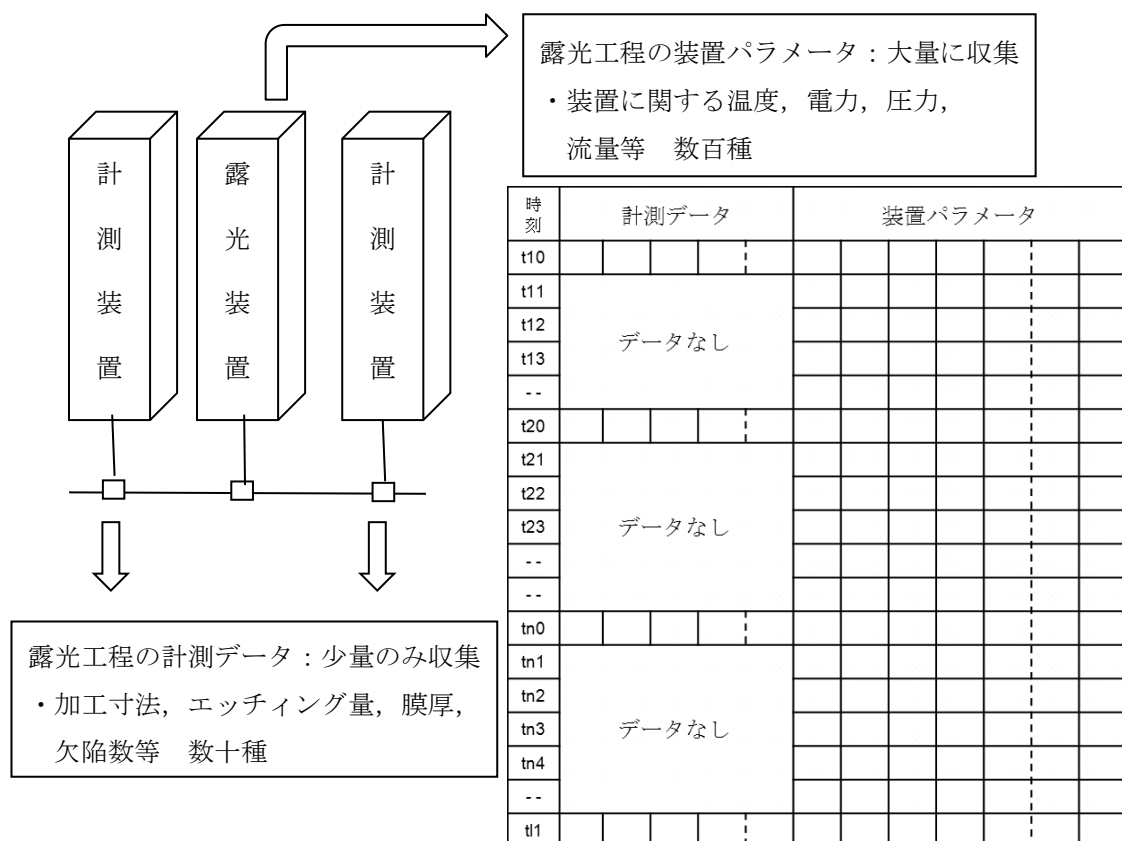 露光工程の装置パラメータ：大量に収集
・装置に関する温度，電力，圧力，
流量等　数百種
計測装置
露光装置
計測装置
時刻
計測データ
装置パラメータ
t10
t11
t12
t13
--
データなし
t20
t21
t22
t23
--
--
データなし
tn0
tn1
tn2
tn3
tn4
--
データなし
tl1
露光工程の計測データ：少量のみ収集
・加工寸法，エッチィング量，膜厚，
欠陥数等　数十種